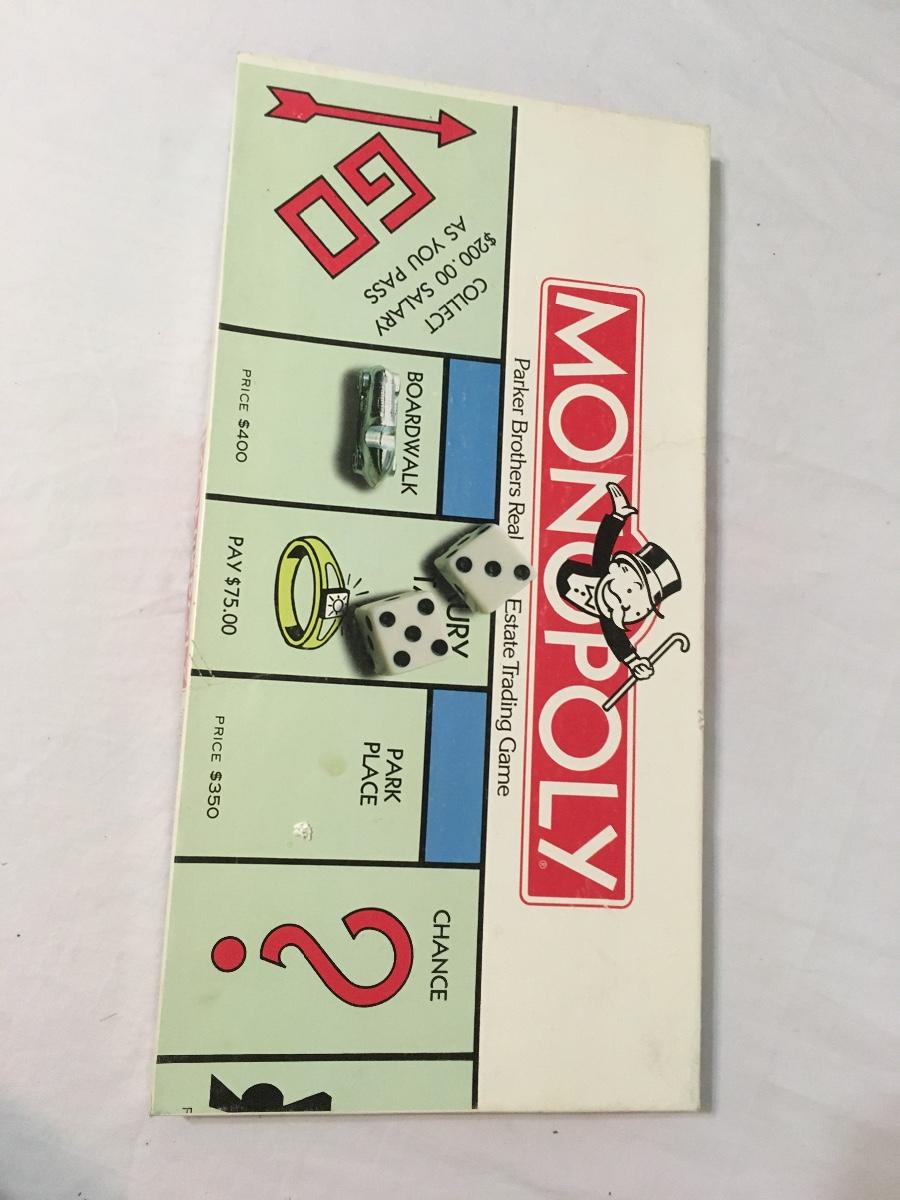 MONOPOLY®
Parker Brothers Real Estate Trading Game
COLLECT
$200.00 SALARY
AS YOU PASS
GO
BOARDWALK
PRICE $400
PAY $75.00
PARK
PLACE
PRICE $350
CHANCE